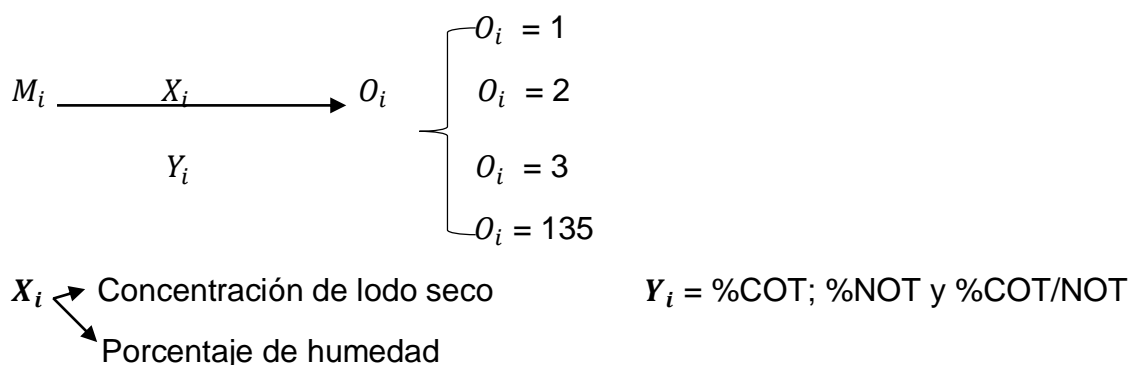 O_i = 1
M_i X_i O_i O_i = 2
Y_i O_i = 3
O_i = 135
X_i Concentración de lodo seco Y_i = %COT; %NOT y %COT/NOT
Porcentaje de humedad